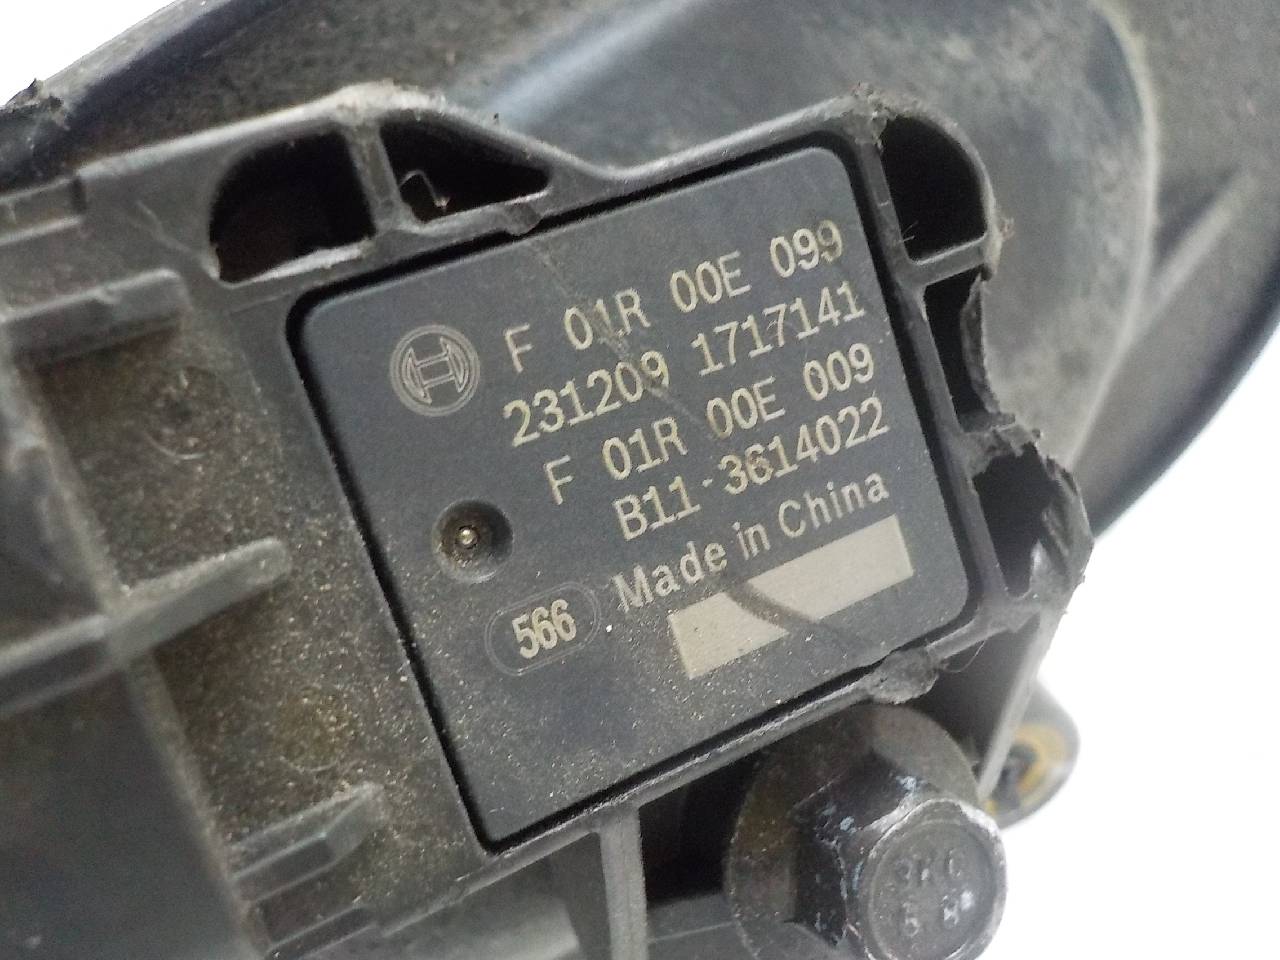 F 01R 00E 099
231209 1717141
F 01R 00E 009
B11-3614022
Made in China
566